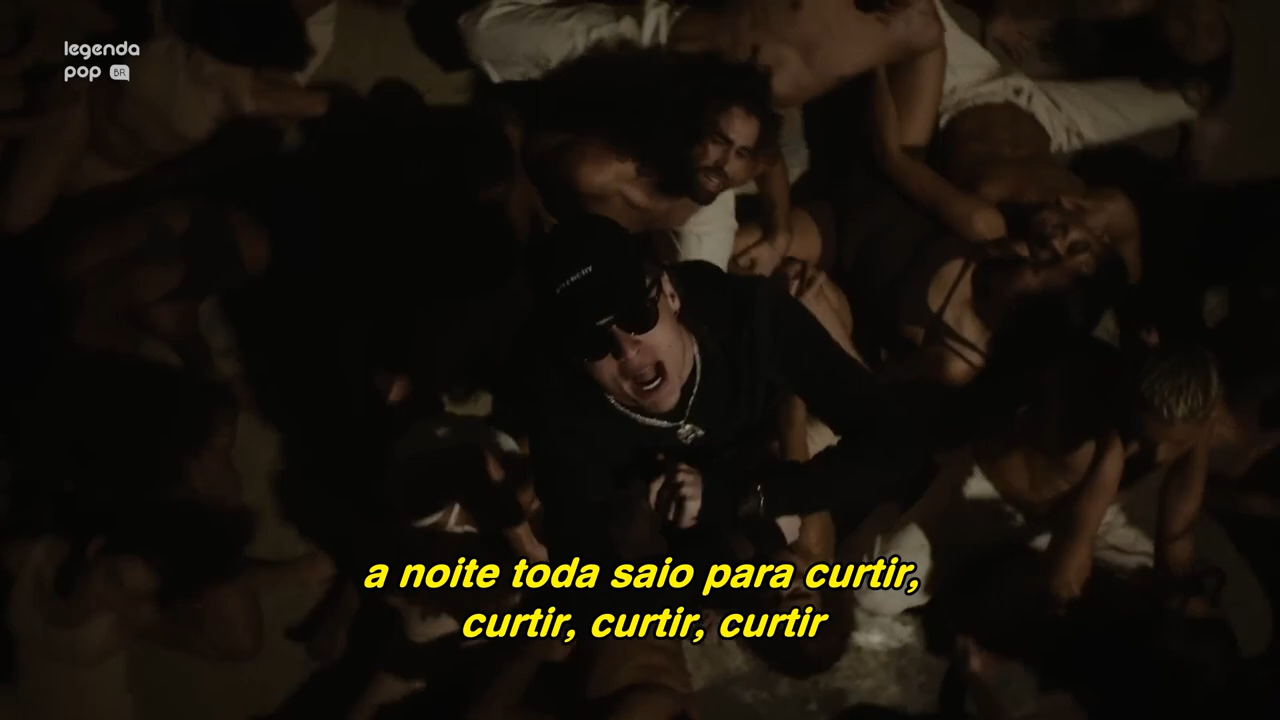 legenda
pop BR
a noite toda saio para curtir,
curtir, curtir, curtir